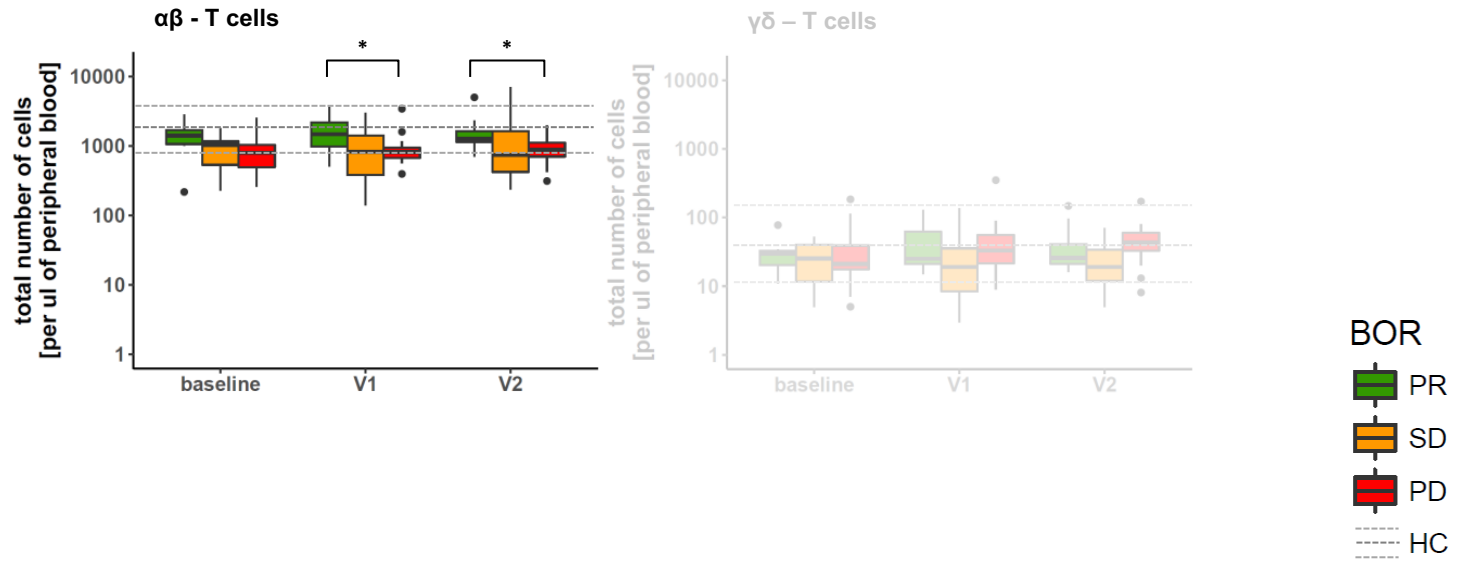 αβ - T cells
total number of cells
[per ul of peripheral blood]
10000
1000
100
10
1
*
*
baseline
V1
V2
γδ – T cells
total number of cells
[per ul of peripheral blood]
10000
1000
100
10
1
baseline
V1
V2
BOR
PR
SD
PD
HC